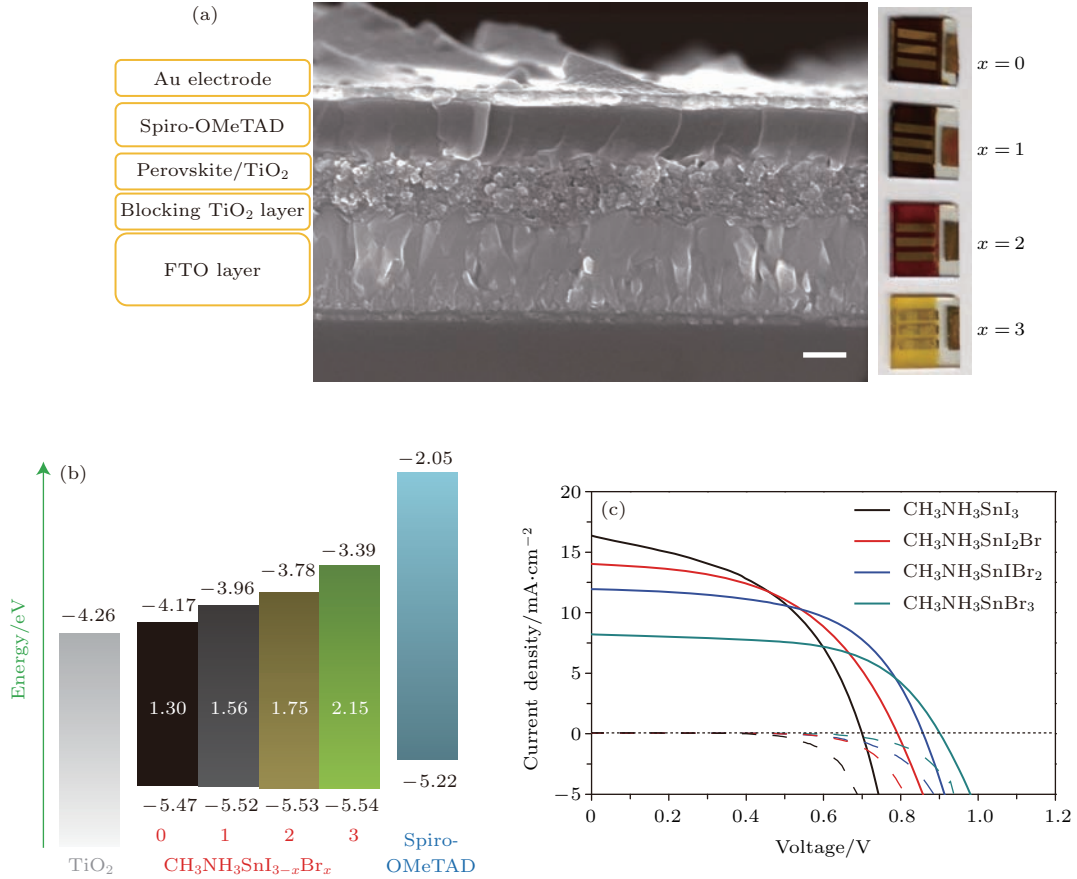 (a)
Au electrode
Spiro-OMeTAD
Perovskite/TiO₂
Blocking TiO₂ layer
FTO layer
x = 0
x = 1
x = 2
x = 3
(b)
Energy/eV
−4.26
−4.17
−3.96
−3.78
−3.39
−2.05
1.30
1.56
1.75
2.15
−5.47
−5.52
−5.53
−5.54
−5.22
0
1
2
3
TiO₂
CH₃NH₃SnI₃₋ₓBrₓ
Spiro-
OMeTAD
(c)
CH₃NH₃SnI₃
CH₃NH₃SnI₂Br
CH₃NH₃SnIBr₂
CH₃NH₃SnBr₃
Current density/mA·cm⁻²
20
15
10
5
0
−5
0
0.2
0.4
0.6
0.8
1.0
1.2
Voltage/V